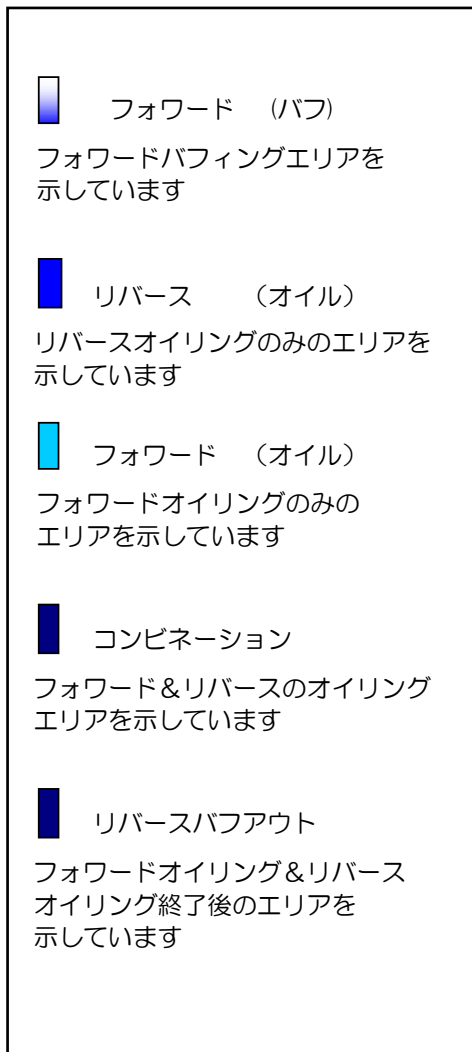 フォワード (バフ)
フォワードバフィングエリアを
示しています
リバース （オイル）
リバースオイリングのみのエリアを
示しています
フォワード （オイル）
フォワードオイリングのみの
エリアを示しています
コンビネーション
フォワード＆リバースのオイリング
エリアを示しています
リバースバフアウト
フォワードオイリング＆リバース
オイリング終了後のエリアを
示しています